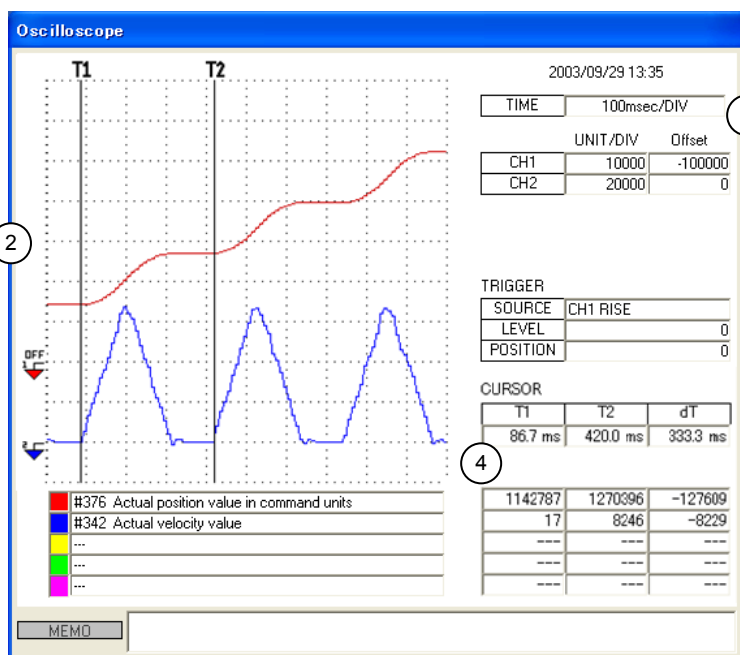 Oscilloscope
T1 T2
2003/09/29 13:35
TIME 100msec/DIV
UNIT/DIV Offset
CH1 10000 -100000
CH2 20000 0
2
TRIGGER
SOURCE CH1 RISE
LEVEL 0
POSITION 0
OFF
1
2
CURSOR
T1 T2 dT
86.7 ms 420.0 ms 333.3 ms
4
#376 Actual position value in command units 1142787 1270396 -127609
#342 Actual velocity value 17 8246 -8229
--- --- --- ---
--- --- --- ---
--- --- --- ---
MEMO